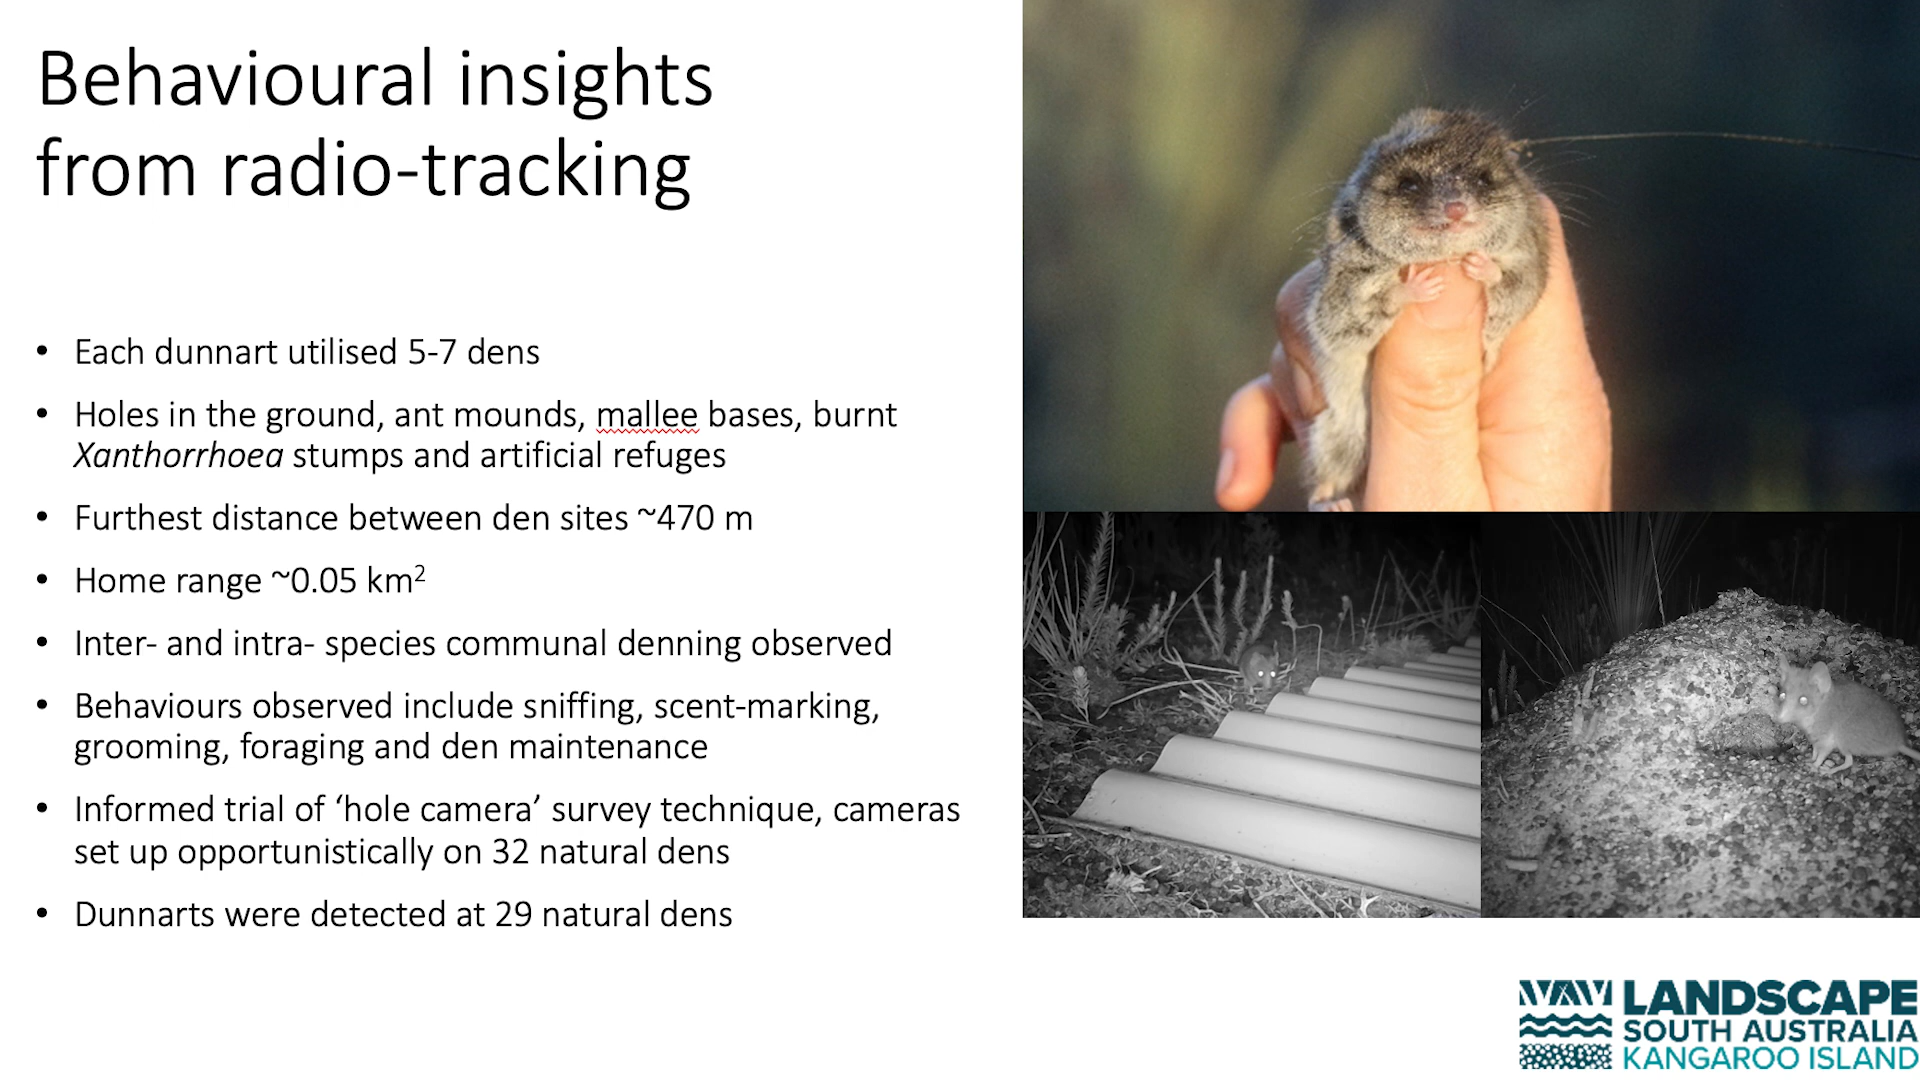 Behavioural insights
from radio-tracking
• Each dunnart utilised 5-7 dens
• Holes in the ground, ant mounds, mallee bases, burnt
Xanthorrhoea stumps and artificial refuges
• Furthest distance between den sites ~470 m
• Home range ~0.05 km²
• Inter- and intra- species communal denning observed
• Behaviours observed include sniffing, scent-marking,
grooming, foraging and den maintenance
• Informed trial of ‘hole camera’ survey technique, cameras
set up opportunistically on 32 natural dens
• Dunnarts were detected at 29 natural dens
LANDSCAPE
SOUTH AUSTRALIA
KANGAROO ISLAND